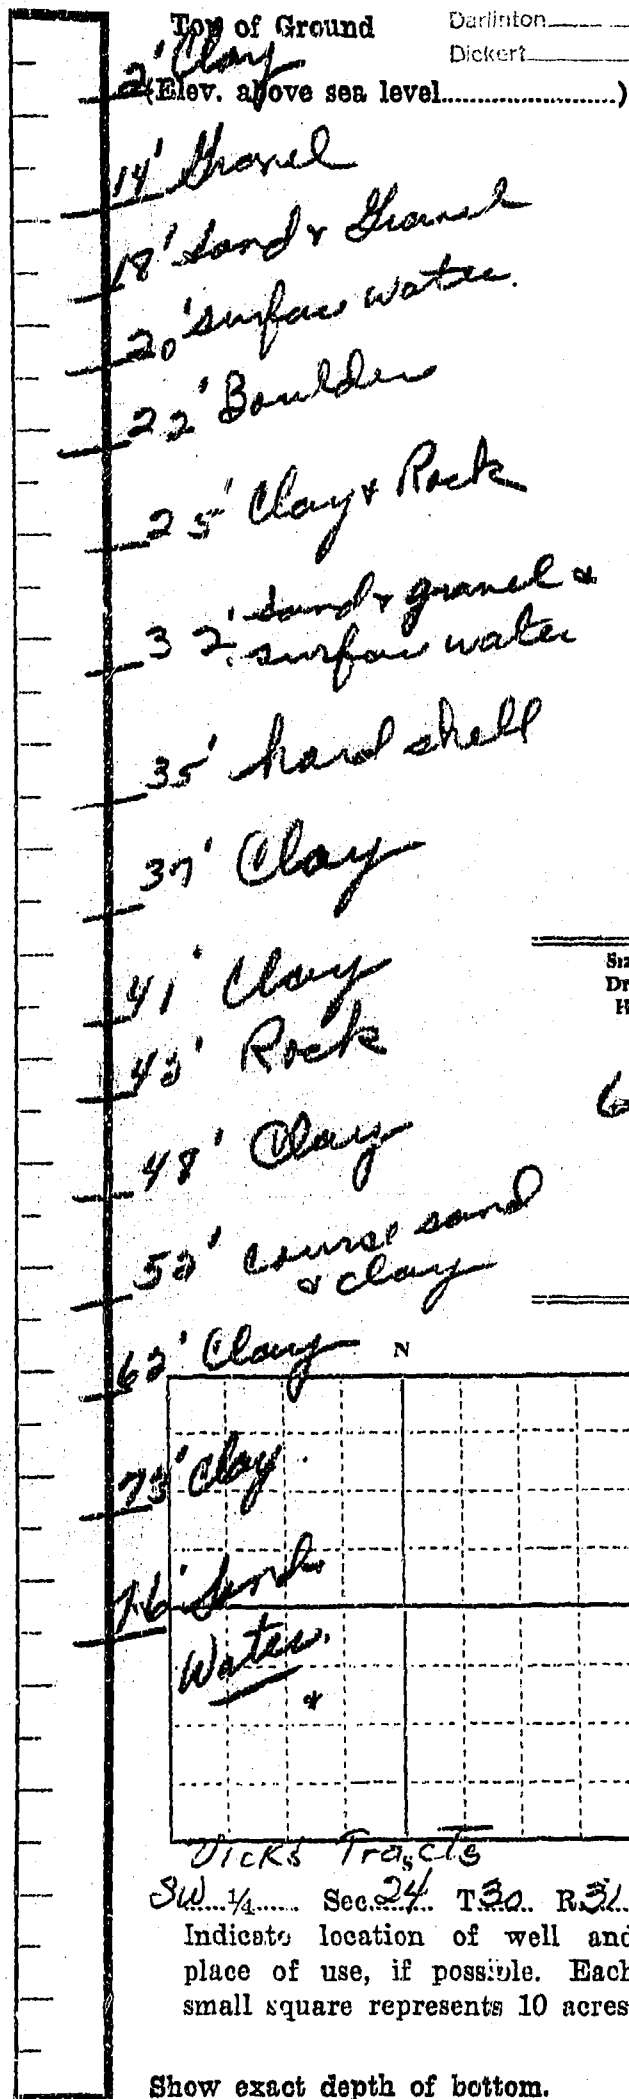 Top of Ground
Darlinton
Dickert
2' Clay
(Elev. above sea level....................)
14' Gravel
18' Sand & Gravel
20' surface water.
22' Boulders
25' Clay & Rock
32' sand & gravel &
surface water
35' hard shell
37' Clay
41' Clay
43' Rock
48' Clay
52' course sand
& clay
62' Clay
N
73' Clay
76' Sand
Water.
Dicks Tracts
SW 1/4 Sec. 24 T. 30 R. 31
Indicate location of well and
place of use, if possible. Each
small square represents 10 acres
Show exact depth of bottom.